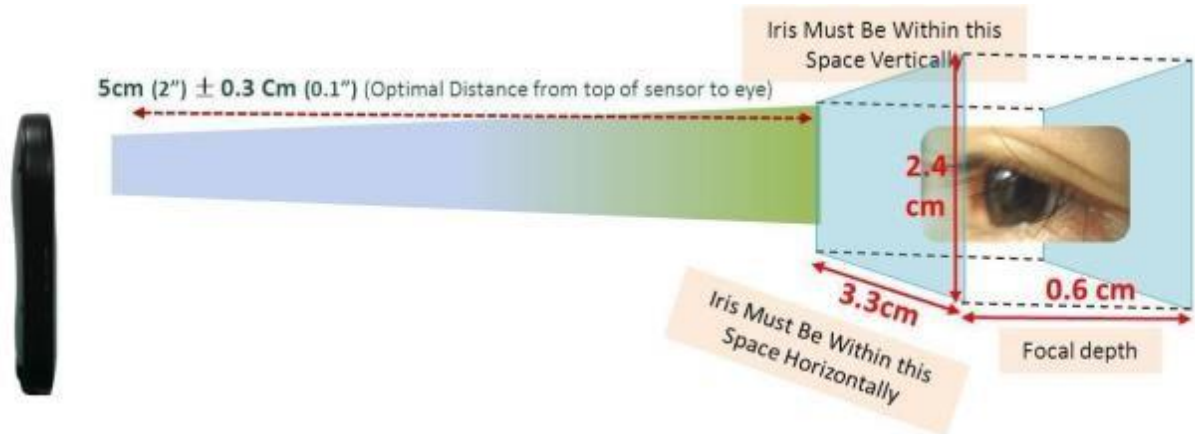 Iris Must Be Within this
Space Vertically
5cm (2”) ± 0.3 Cm (0.1”) (Optimal Distance from top of sensor to eye)
2.4
cm
3.3cm
0.6 cm
Iris Must Be Within this
Space Horizontally
Focal depth